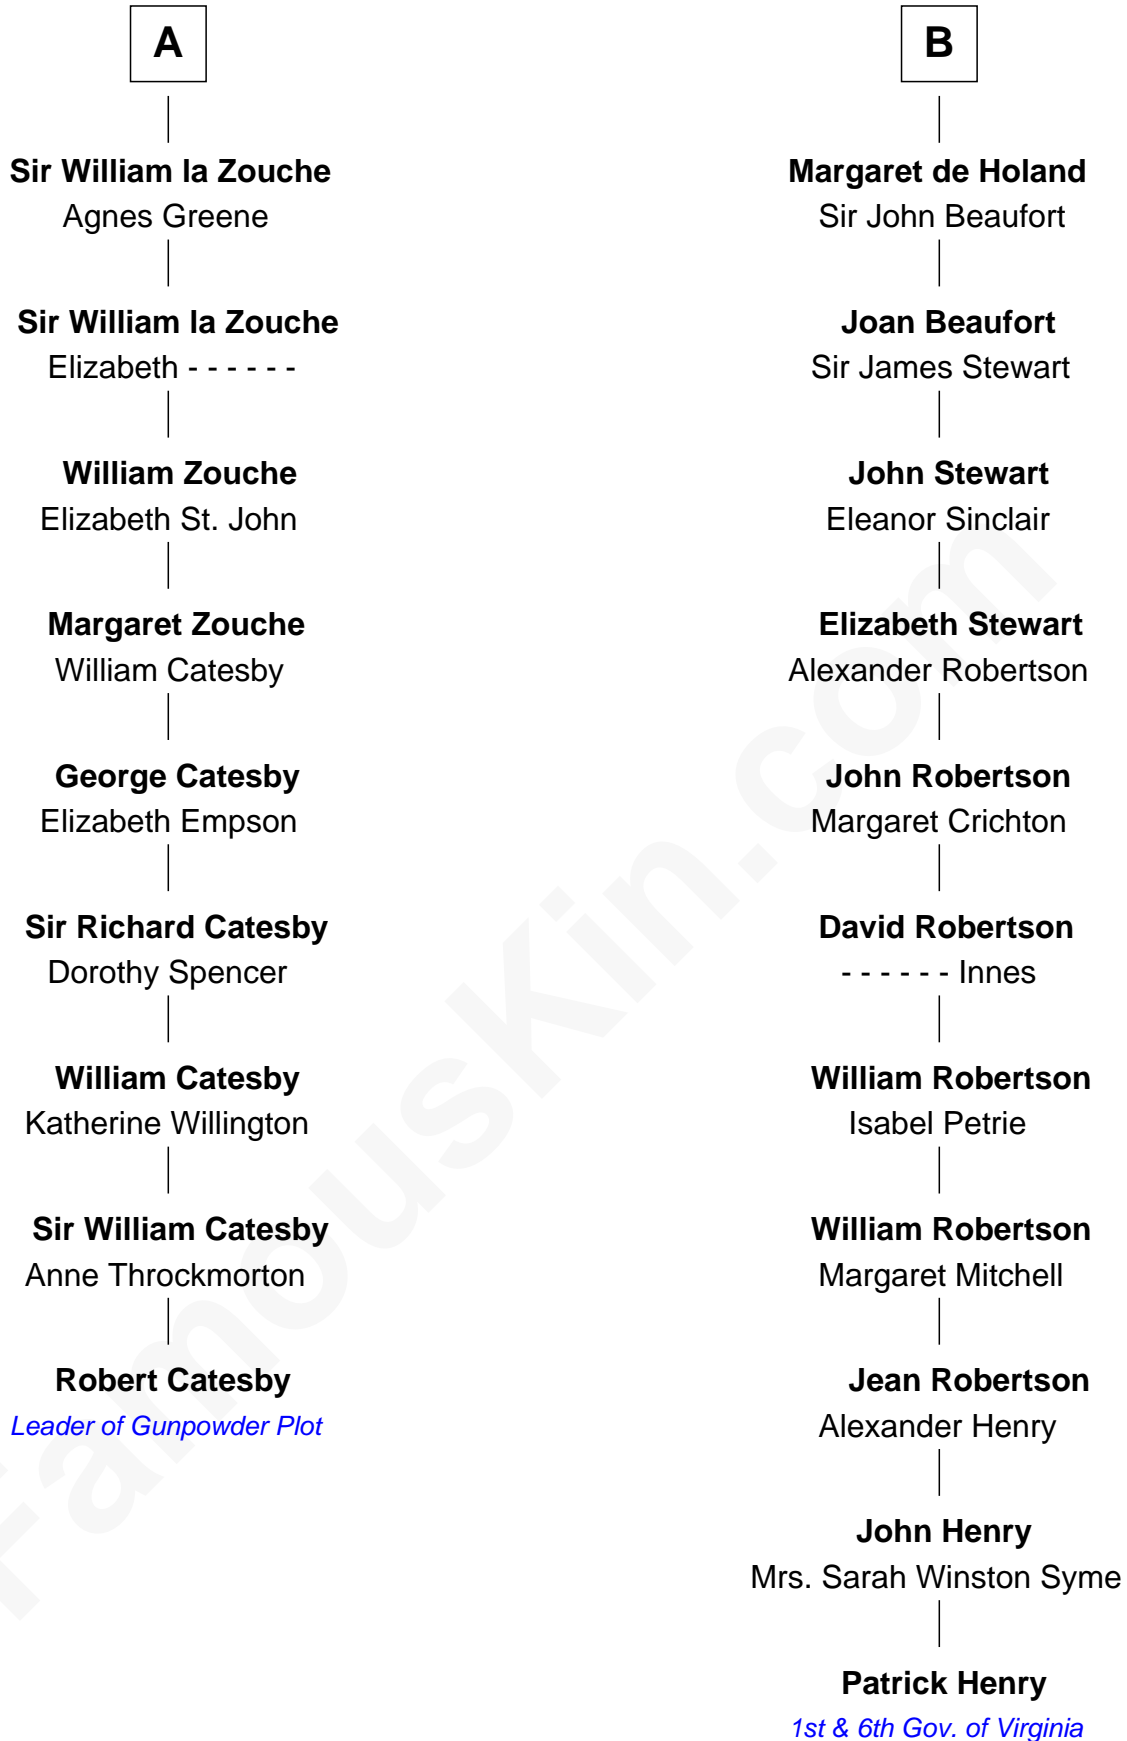 A
Sir William la Zouche
Agnes Greene
Sir William la Zouche
Elizabeth - - - - - -
William Zouche
Elizabeth St. John
Margaret Zouche
William Catesby
George Catesby
Elizabeth Empson
Sir Richard Catesby
Dorothy Spencer
William Catesby
Katherine Willington
Sir William Catesby
Anne Throckmorton
Robert Catesby
Leader of Gunpowder Plot
B
Margaret de Holand
Sir John Beaufort
Joan Beaufort
Sir James Stewart
John Stewart
Eleanor Sinclair
Elizabeth Stewart
Alexander Robertson
John Robertson
Margaret Crichton
David Robertson
- - - - - - Innes
William Robertson
Isabel Petrie
William Robertson
Margaret Mitchell
Jean Robertson
Alexander Henry
John Henry
Mrs. Sarah Winston Syme
Patrick Henry
1st & 6th Gov. of Virginia
FamousKin.com